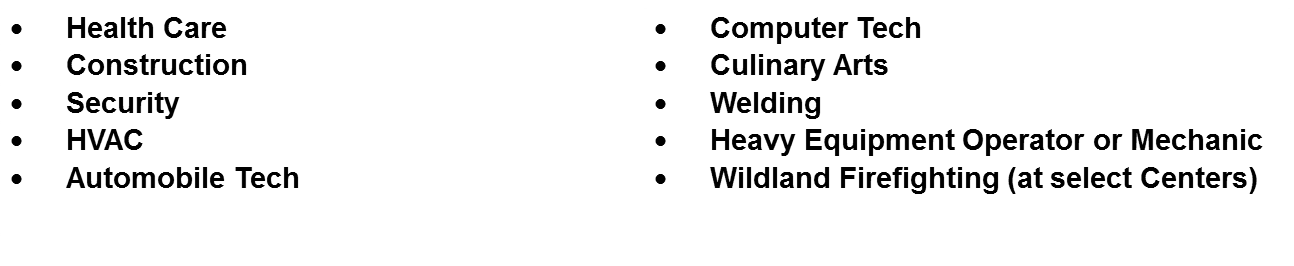 • Health Care
• Construction
• Security
• HVAC
• Automobile Tech
• Computer Tech
• Culinary Arts
• Welding
• Heavy Equipment Operator or Mechanic
• Wildland Firefighting (at select Centers)